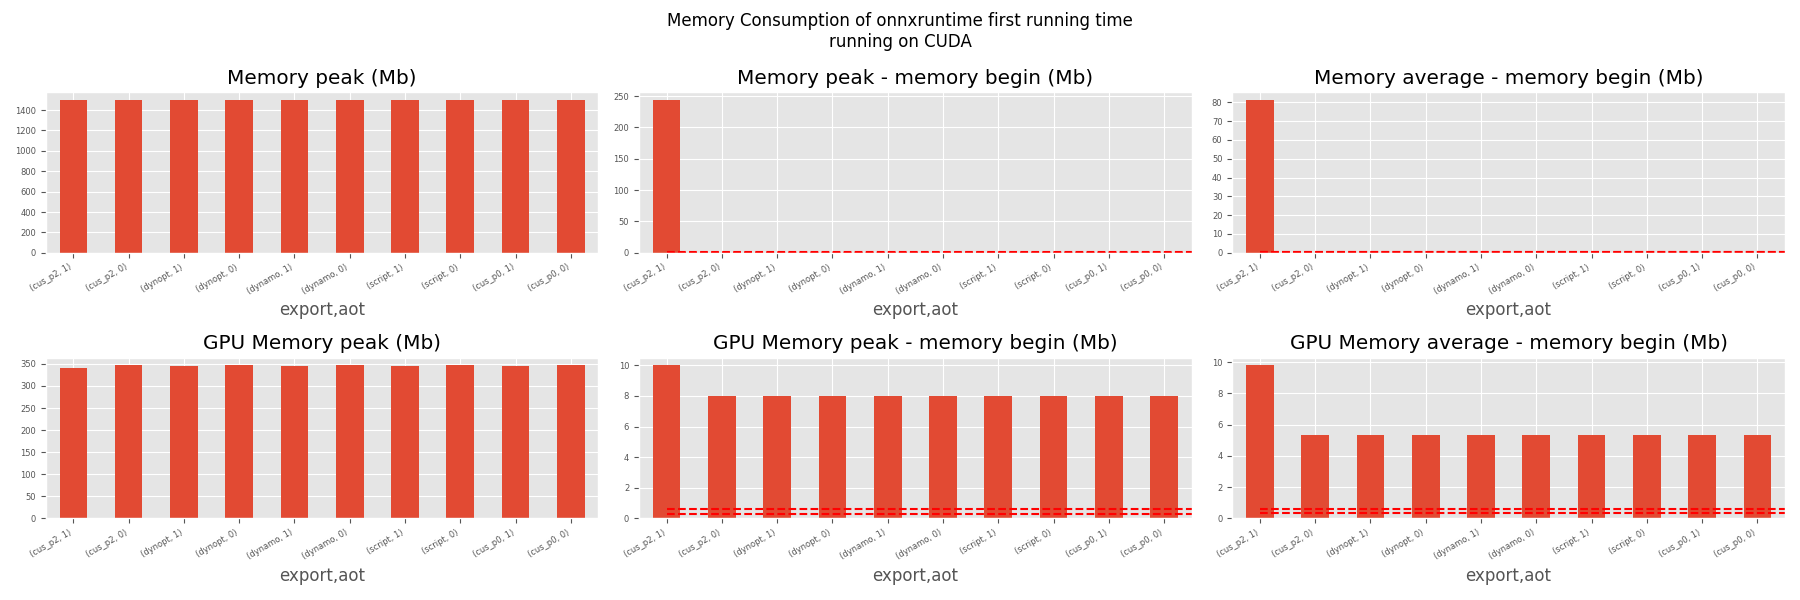 Memory Consumption of onnxruntime first running time
running on CUDA
Memory peak (Mb)
1400
1200
1000
800
600
400
200
0
(cus_p2, 1)
(cus_p2, 0)
(dynopt, 1)
(dynopt, 0)
(dynamo, 1)
(dynamo, 0)
(script, 1)
(script, 0)
(cus_p0, 1)
(cus_p0, 0)
export,aot
Memory peak - memory begin (Mb)
250
200
150
100
50
0
(cus_p2, 1)
(cus_p2, 0)
(dynopt, 1)
(dynopt, 0)
(dynamo, 1)
(dynamo, 0)
(script, 1)
(script, 0)
(cus_p0, 1)
(cus_p0, 0)
export,aot
Memory average - memory begin (Mb)
80
70
60
50
40
30
20
10
0
(cus_p2, 1)
(cus_p2, 0)
(dynopt, 1)
(dynopt, 0)
(dynamo, 1)
(dynamo, 0)
(script, 1)
(script, 0)
(cus_p0, 1)
(cus_p0, 0)
export,aot
GPU Memory peak (Mb)
350
300
250
200
150
100
50
0
(cus_p2, 1)
(cus_p2, 0)
(dynopt, 1)
(dynopt, 0)
(dynamo, 1)
(dynamo, 0)
(script, 1)
(script, 0)
(cus_p0, 1)
(cus_p0, 0)
export,aot
GPU Memory peak - memory begin (Mb)
10
8
6
4
2
0
(cus_p2, 1)
(cus_p2, 0)
(dynopt, 1)
(dynopt, 0)
(dynamo, 1)
(dynamo, 0)
(script, 1)
(script, 0)
(cus_p0, 1)
(cus_p0, 0)
export,aot
GPU Memory average - memory begin (Mb)
10
8
6
4
2
0
(cus_p2, 1)
(cus_p2, 0)
(dynopt, 1)
(dynopt, 0)
(dynamo, 1)
(dynamo, 0)
(script, 1)
(script, 0)
(cus_p0, 1)
(cus_p0, 0)
export,aot